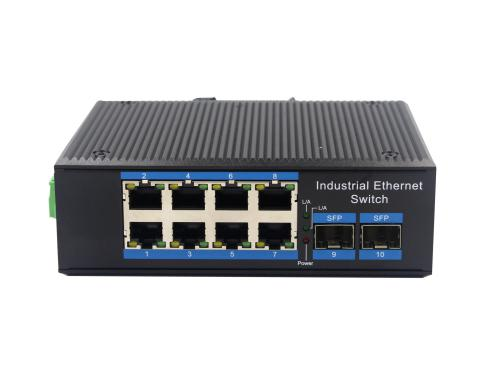 2 4 6 8
Industrial Ethernet
Switch
L/A
L/A
SFP SFP
1 3 5 7
9 10
Power